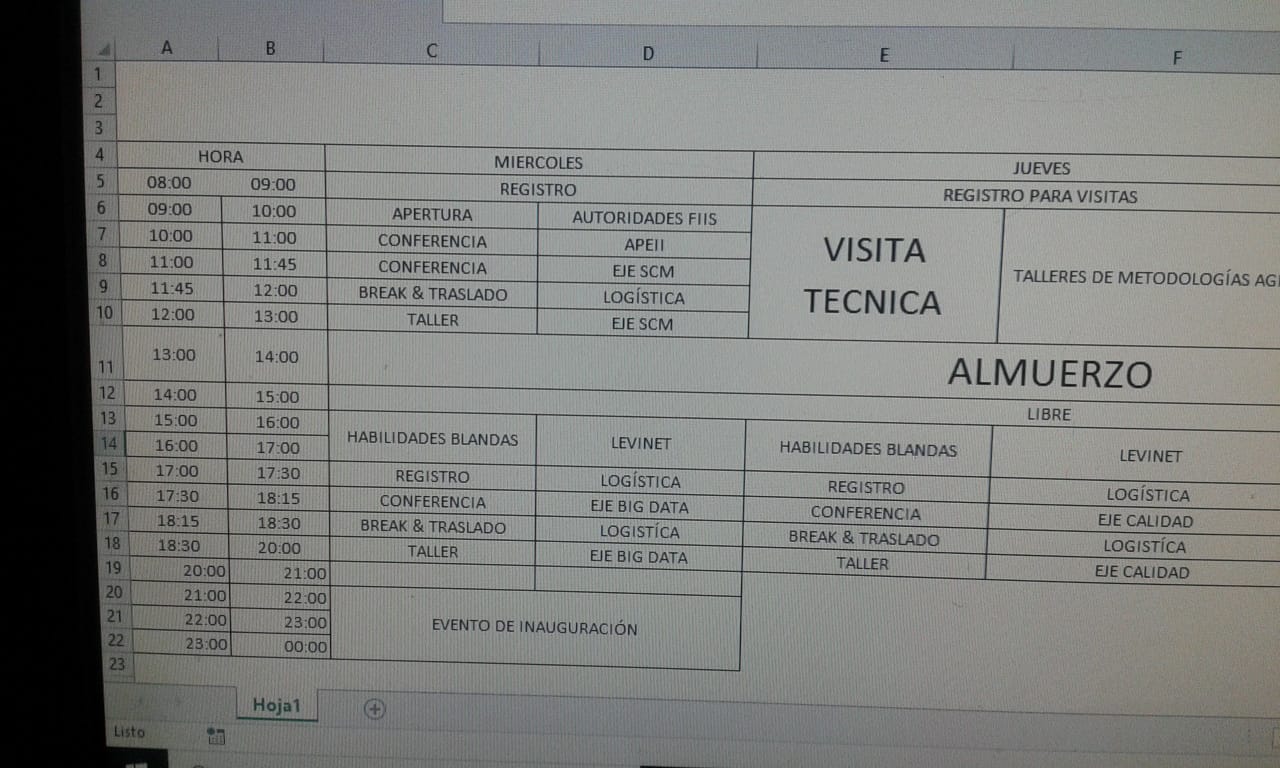 A B C D E F
1
2
3
4 HORA MIERCOLES JUEVES
5 08:00 09:00 REGISTRO REGISTRO PARA VISITAS
6 09:00 10:00 APERTURA AUTORIDADES FIIS
7 10:00 11:00 CONFERENCIA APEII VISITA
8 11:00 11:45 CONFERENCIA EJE SCM TALLERES DE METODOLOGÍAS AGI
9 11:45 12:00 BREAK & TRASLADO LOGÍSTICA TECNICA
10 12:00 13:00 TALLER EJE SCM
11 13:00 14:00 ALMUERZO
12 14:00 15:00 LIBRE
13 15:00 16:00 HABILIDADES BLANDAS LEVINET HABILIDADES BLANDAS LEVINET
14 16:00 17:00
15 17:00 17:30 REGISTRO LOGÍSTICA REGISTRO LOGÍSTICA
16 17:30 18:15 CONFERENCIA EJE BIG DATA CONFERENCIA EJE CALIDAD
17 18:15 18:30 BREAK & TRASLADO LOGISTÍCA BREAK & TRASLADO LOGISTÍCA
18 18:30 20:00 TALLER EJE BIG DATA TALLER EJE CALIDAD
19 20:00 21:00
20 21:00 22:00
21 22:00 23:00 EVENTO DE INAUGURACIÓN
22 23:00 00:00
23
Hoja1
Listo